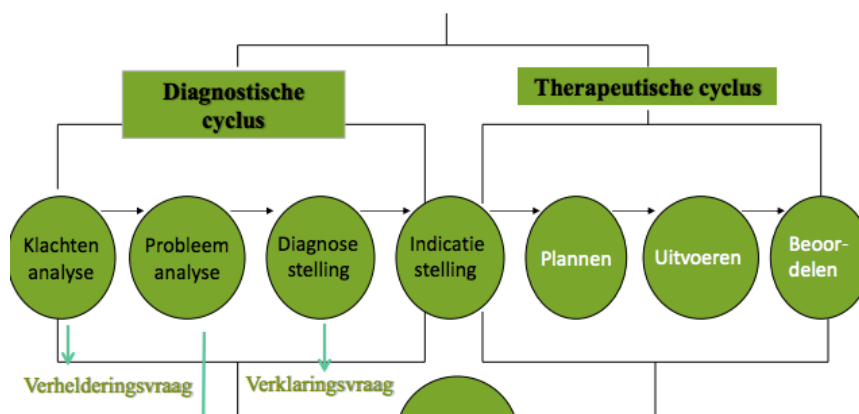 Diagnostische
cyclus
Therapeutische cyclus
Klachten
analyse
Probleem
analyse
Diagnose
stelling
Indicatie
stelling
Plannen
Uitvoeren
Beoor-
delen
Verhelderingsvraag
Verklaringsvraag